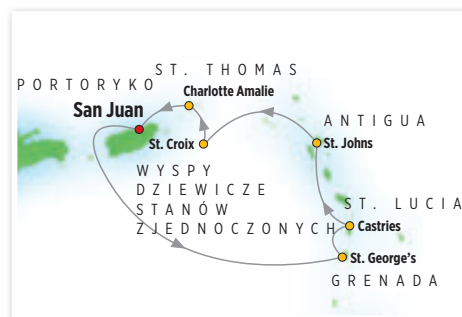 ST. THOMAS
PORTORYKO
Charlotte Amalie
San Juan
ANTIGUA
St. Croix
St. Johns
WYSPY
DZIEWICZE
STANÓW
ZJEDNOCZONYCH
ST. LUCIA
Castries
St. George's
GRENADA